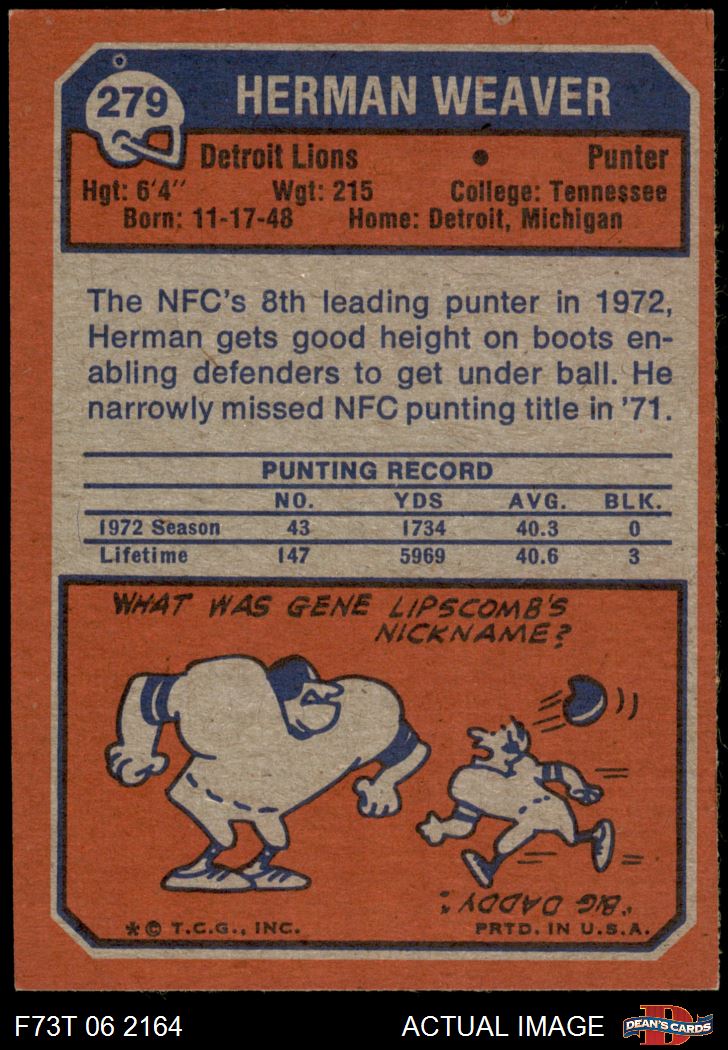 279
HERMAN WEAVER
Detroit Lions • Punter
Hgt: 6'4" Wgt: 215 College: Tennessee
Born: 11-17-48 Home: Detroit, Michigan
The NFC's 8th leading punter in 1972,
Herman gets good height on boots en-
abling defenders to get under ball. He
narrowly missed NFC punting title in '71.
PUNTING RECORD
NO. YDS AVG. BLK.
1972 Season 43 1734 40.3 0
Lifetime 147 5969 40.6 3
WHAT WAS GENE LIPSCOMB'S
NICKNAME?
"BIG DADDY".
* © T.C.G., INC. PRTD. IN U.S.A.
F73T 06 2164 ACTUAL IMAGE DEAN'S CARDS